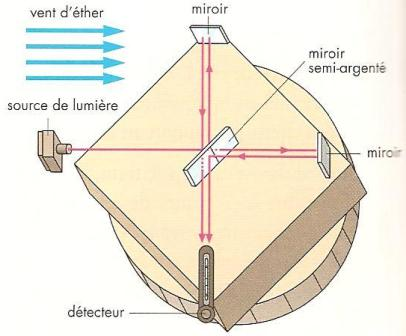 vent d'éther
miroir
miroir
semi-argenté
source de lumière
miroir
détecteur